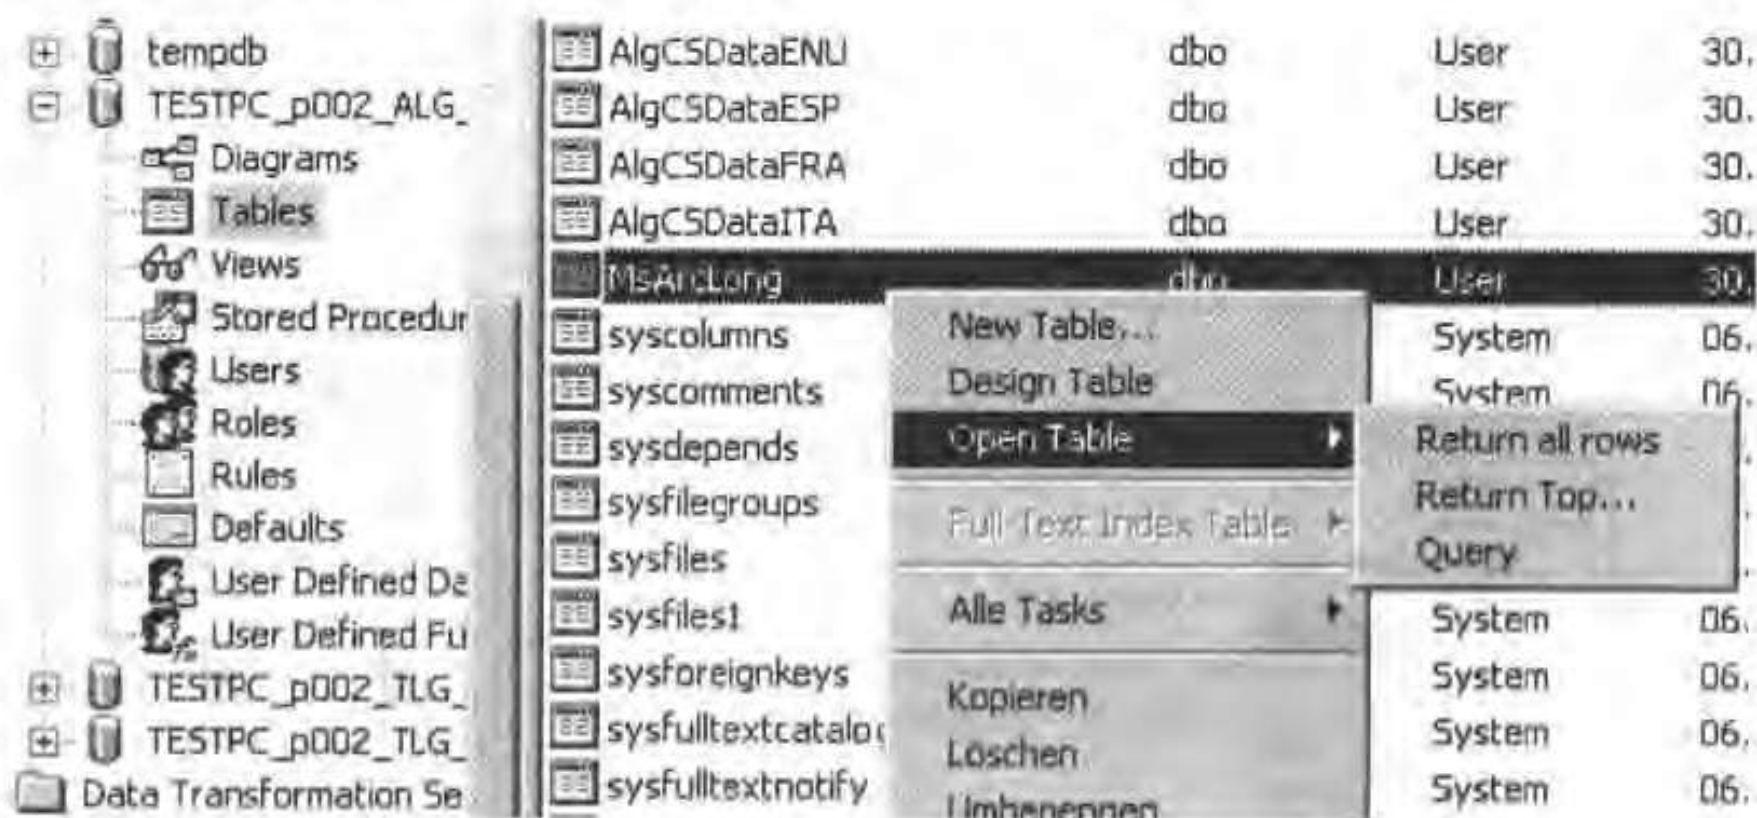 tempdb
TESTPC_p002_ALG_
Diagrams
Tables
Views
Stored Procedur
Users
Roles
Rules
Defaults
User Defined Da
User Defined Fu
TESTPC_p002_TLG_
TESTPC_p002_TLG_
Data Transformation Se
AlgCSDataENU dbo User 30.
AlgCSDataESP dbo User 30.
AlgCSDataFRA dbo User 30.
AlgCSDataITA dbo User 30.
MsArcLong dbo User 30.
syscolumns System 06.
syscomments System 06.
sysdepends
sysfilegroups
sysfiles
sysfiles1 System 06.
sysforeignkeys System 06.
sysfulltextcatalo System 06.
sysfulltextnotify System 06.
New Table...
Design Table
Open Table
Full Text Index Table
Alle Tasks
Kopieren
Löschen
Umbenennen
Return all rows
Return Top...
Query